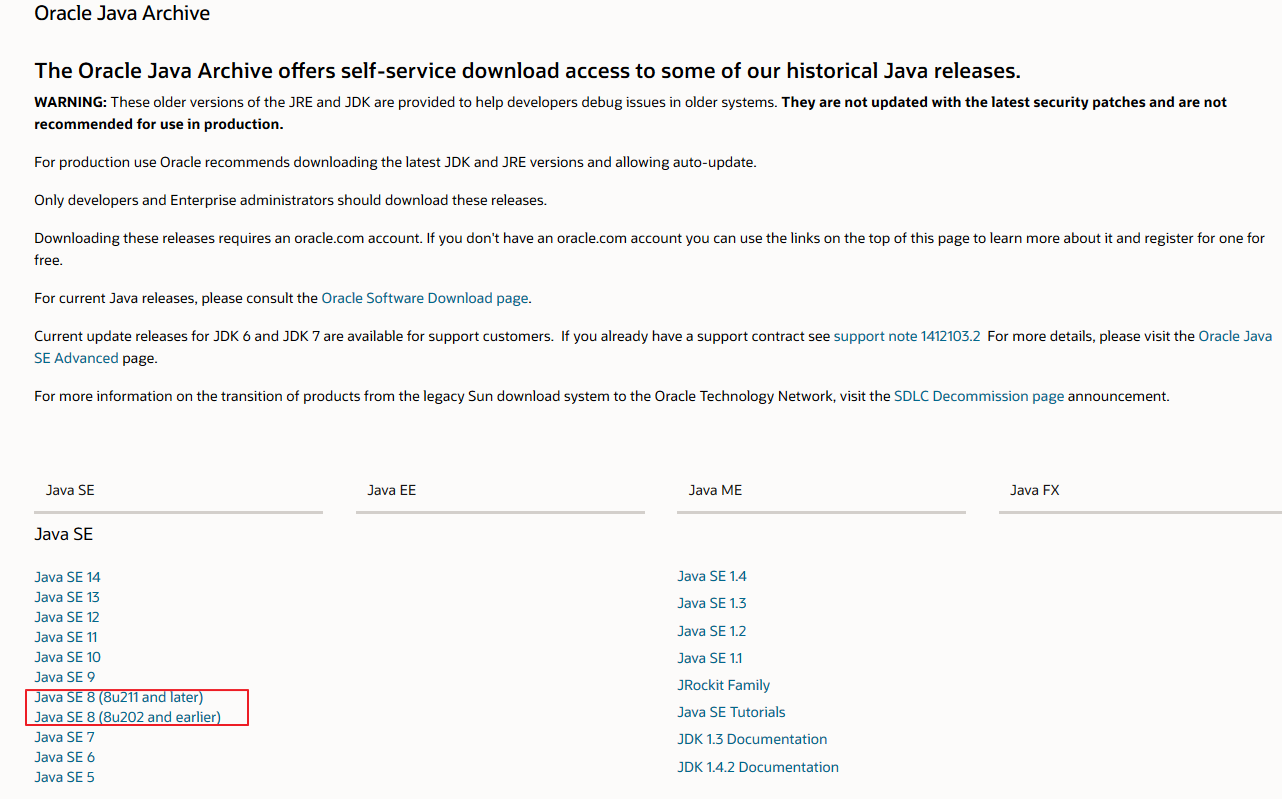 Oracle Java Archive
The Oracle Java Archive offers self-service download access to some of our historical Java releases.
WARNING: These older versions of the JRE and JDK are provided to help developers debug issues in older systems. They are not updated with the latest security patches and are not
recommended for use in production.
For production use Oracle recommends downloading the latest JDK and JRE versions and allowing auto-update.
Only developers and Enterprise administrators should download these releases.
Downloading these releases requires an oracle.com account. If you don't have an oracle.com account you can use the links on the top of this page to learn more about it and register for one for
free.
For current Java releases, please consult the Oracle Software Download page.
Current update releases for JDK 6 and JDK 7 are available for support customers.  If you already have a support contract see support note 1412103.2  For more details, please visit the Oracle Java
SE Advanced page.
For more information on the transition of products from the legacy Sun download system to the Oracle Technology Network, visit the SDLC Decommission page announcement.
Java SE
Java EE
Java ME
Java FX
Java SE
Java SE 14
Java SE 13
Java SE 12
Java SE 11
Java SE 10
Java SE 9
Java SE 8 (8u211 and later)
Java SE 8 (8u202 and earlier)
Java SE 7
Java SE 6
Java SE 5
Java SE 1.4
Java SE 1.3
Java SE 1.2
Java SE 1.1
JRockit Family
Java SE Tutorials
JDK 1.3 Documentation
JDK 1.4.2 Documentation